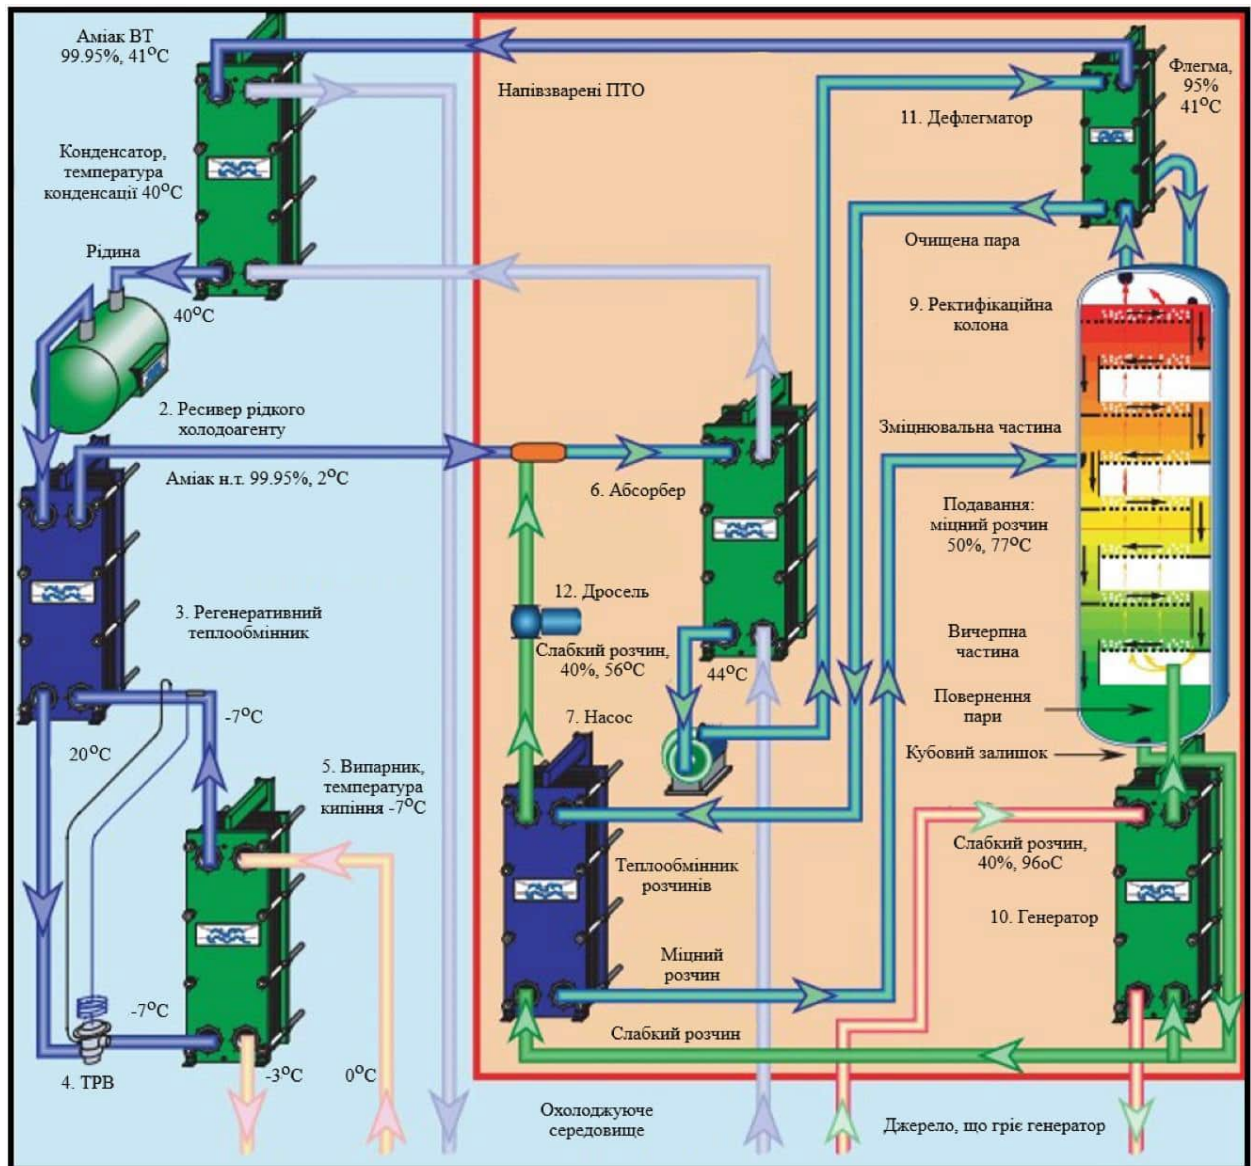 Аміак ВТ
99.95%, 41°C
Напівзварені ПТО
Флегма,
95%
41°C
11. Дефлегматор
Конденсатор,
температура
конденсації 40°C
Рідина
Очищена пара
40°C
9. Ректифікаційна
колона
2. Ресивер рідкого
холодоагенту
Зміцнювальна частина
Аміак н.т. 99.95%, 2°C
6. Абсорбер
Подавання:
міцний розчин
50%, 77°C
12. Дросель
3. Регенеративний
теплообмінник
Слабкий розчин,
40%, 56°C
Вичерпна
частина
44°C
Повернення
пари
-7°C
7. Насос
20°C
Кубовий залишок
5. Випарник,
температура
кипіння -7°C
Слабкий розчин,
40%, 96оС
Теплообмінник
розчинів
10. Генератор
Міцний
розчин
-7°C
Слабкий розчин
4. ТРВ
-3°C
0°C
Охолоджуюче
середовище
Джерело, що гріє генератор